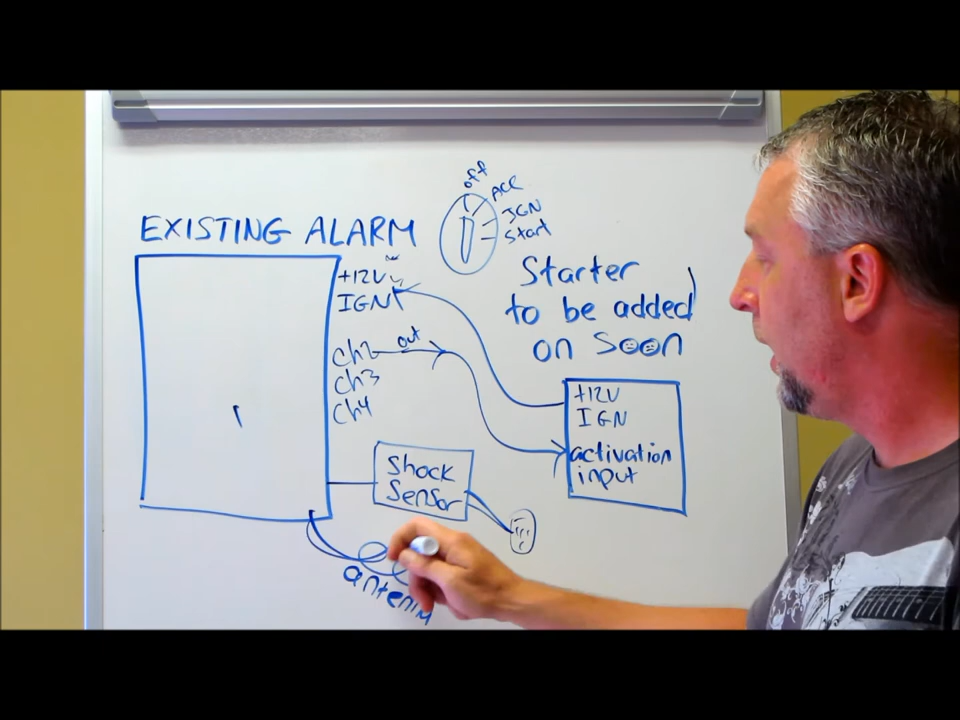 off
ACC
IGN
Start
EXISTING ALARM
+12V
IGN
Ch2 out
Ch3
Ch4
Starter
to be added
on Soon
+12V
IGN
activation
input
Shock
Sensor